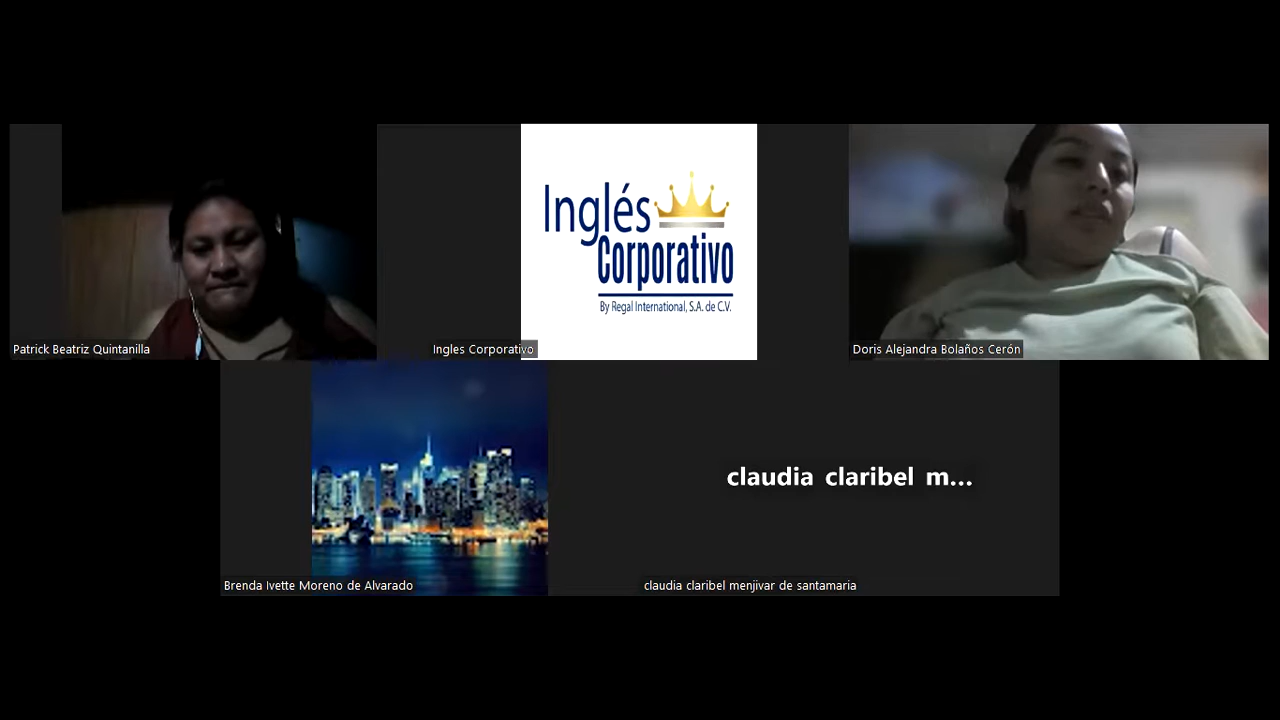 Inglés
Corporativo
By Regal International, S.A. de C.V.
Patrick Beatriz Quintanilla
Ingles Corporativo
Doris Alejandra Bolaños Cerón
claudia claribel m...
Brenda Ivette Moreno de Alvarado
claudia claribel menjivar de santamaria